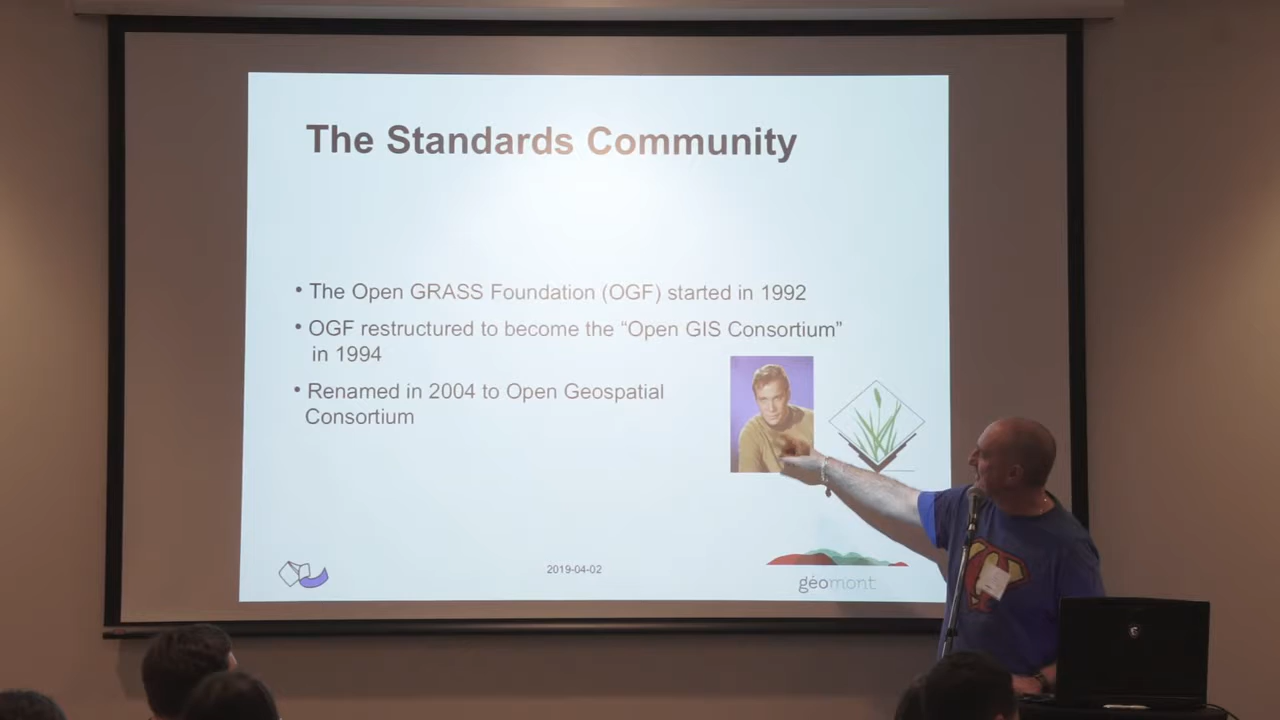 The Standards Community
• The Open GRASS Foundation (OGF) started in 1992
• OGF restructured to become the “Open GIS Consortium”
in 1994
• Renamed in 2004 to Open Geospatial
Consortium
2019-04-02
géomont